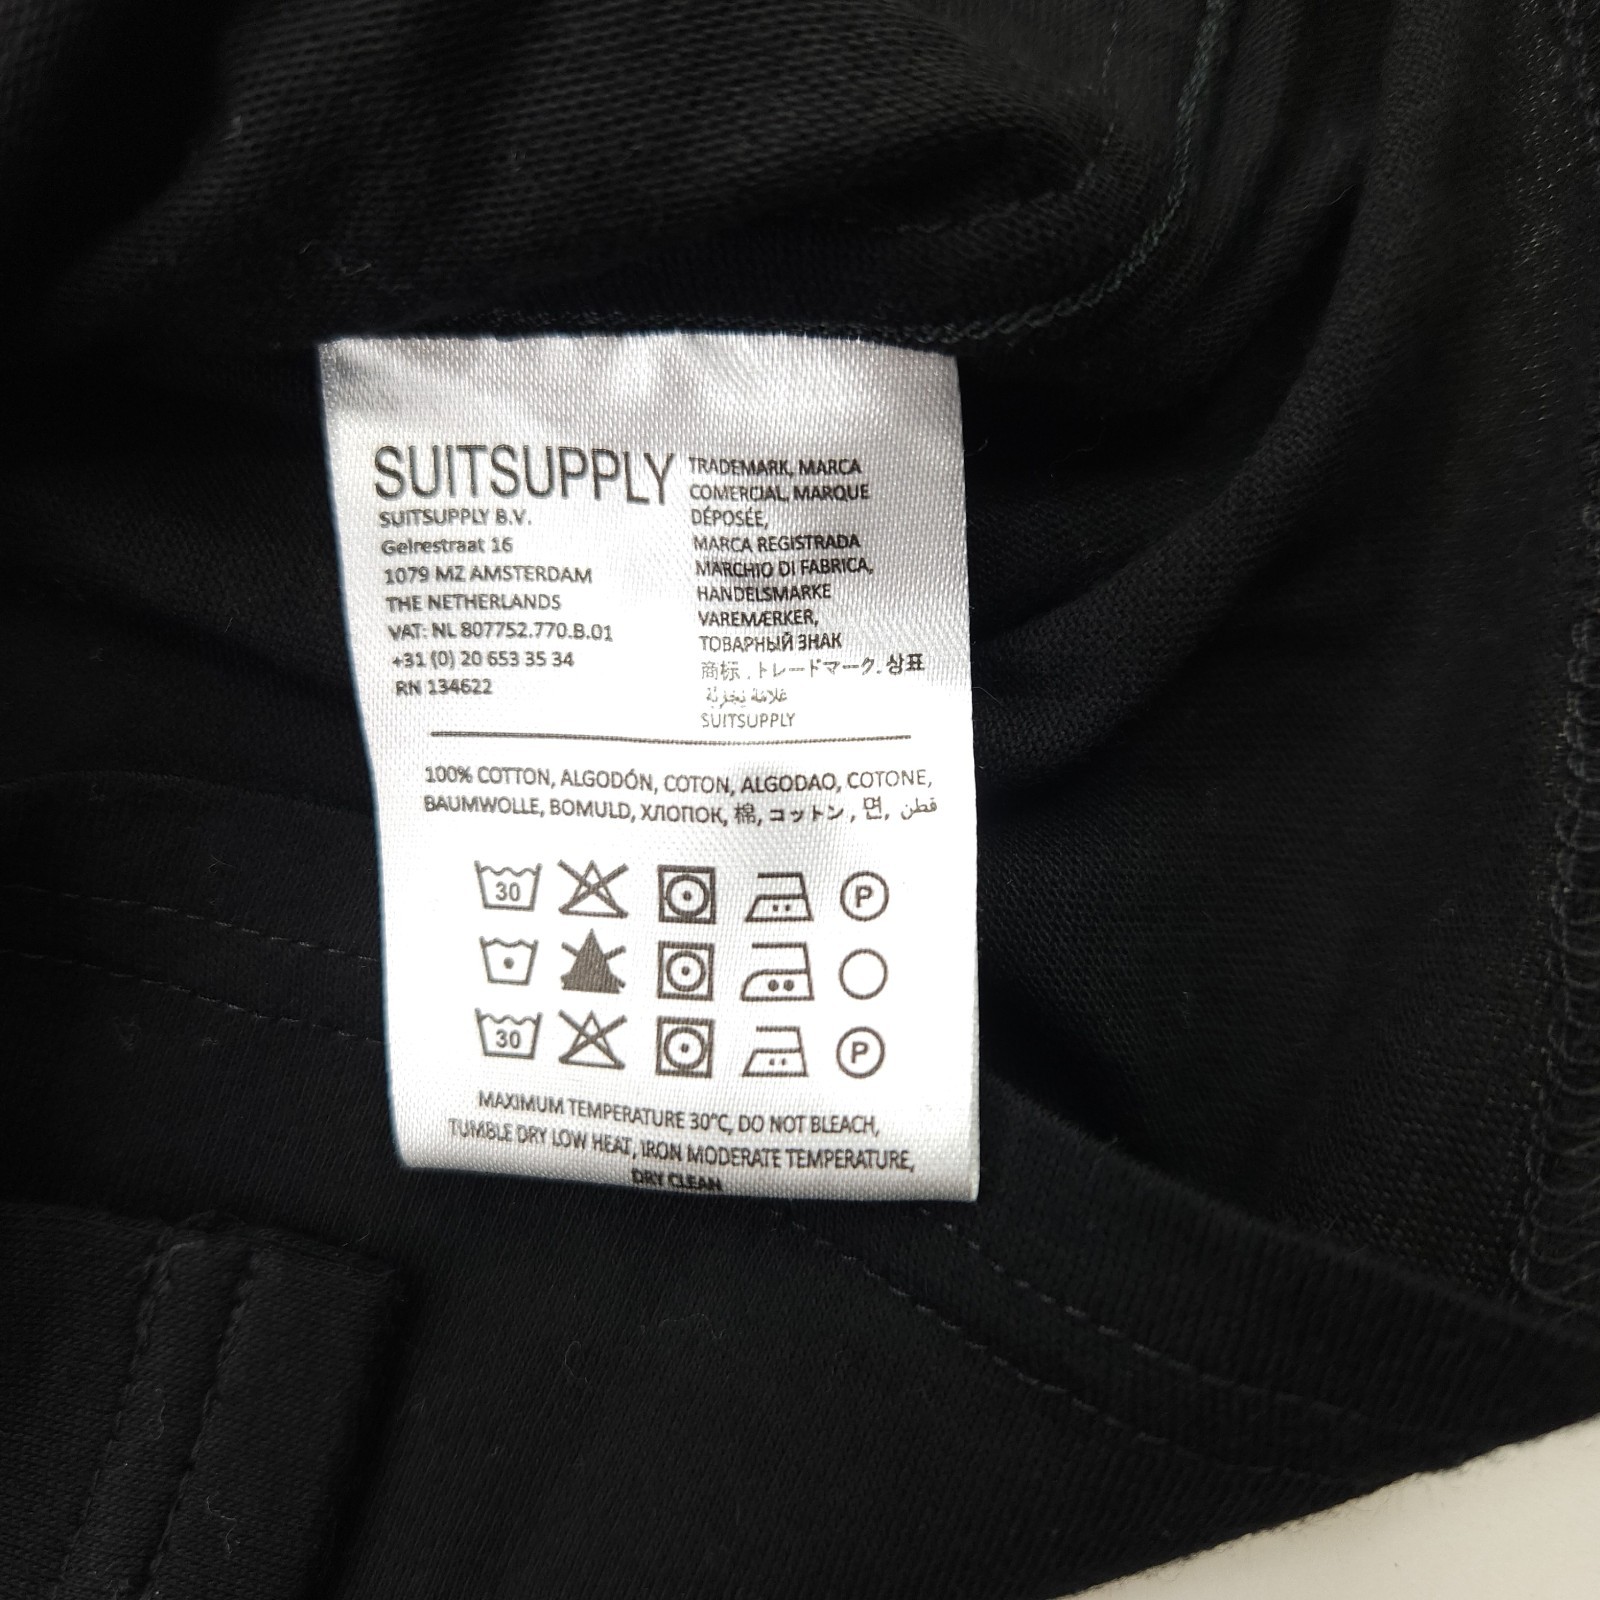 SUITSUPPLY
SUITSUPPLY B.V.
Gelrestraat 16
1079 MZ AMSTERDAM
THE NETHERLANDS
VAT: NL 807752.770.B.01
+31 (0) 20 653 35 34
RN 134622
TRADEMARK, MARCA
COMERCIAL, MARQUE
DÉPOSÉE,
MARCA REGISTRADA
MARCHIO DI FABRICA,
HANDELSMARKE
VAREMÆRKER,
ТОВАРНЫЙ ЗНАК
商标 , トレードマーク, 상표
SUITSUPPLY
100% COTTON, ALGODÓN, COTON, ALGODAO, COTONE,
BAUMWOLLE, BOMULD, ХЛОПОК, 棉, コットン, 면, قطن
30 P
30 P
MAXIMUM TEMPERATURE 30°C, DO NOT BLEACH,
TUMBLE DRY LOW HEAT, IRON MODERATE TEMPERATURE,
DRY CLEAN